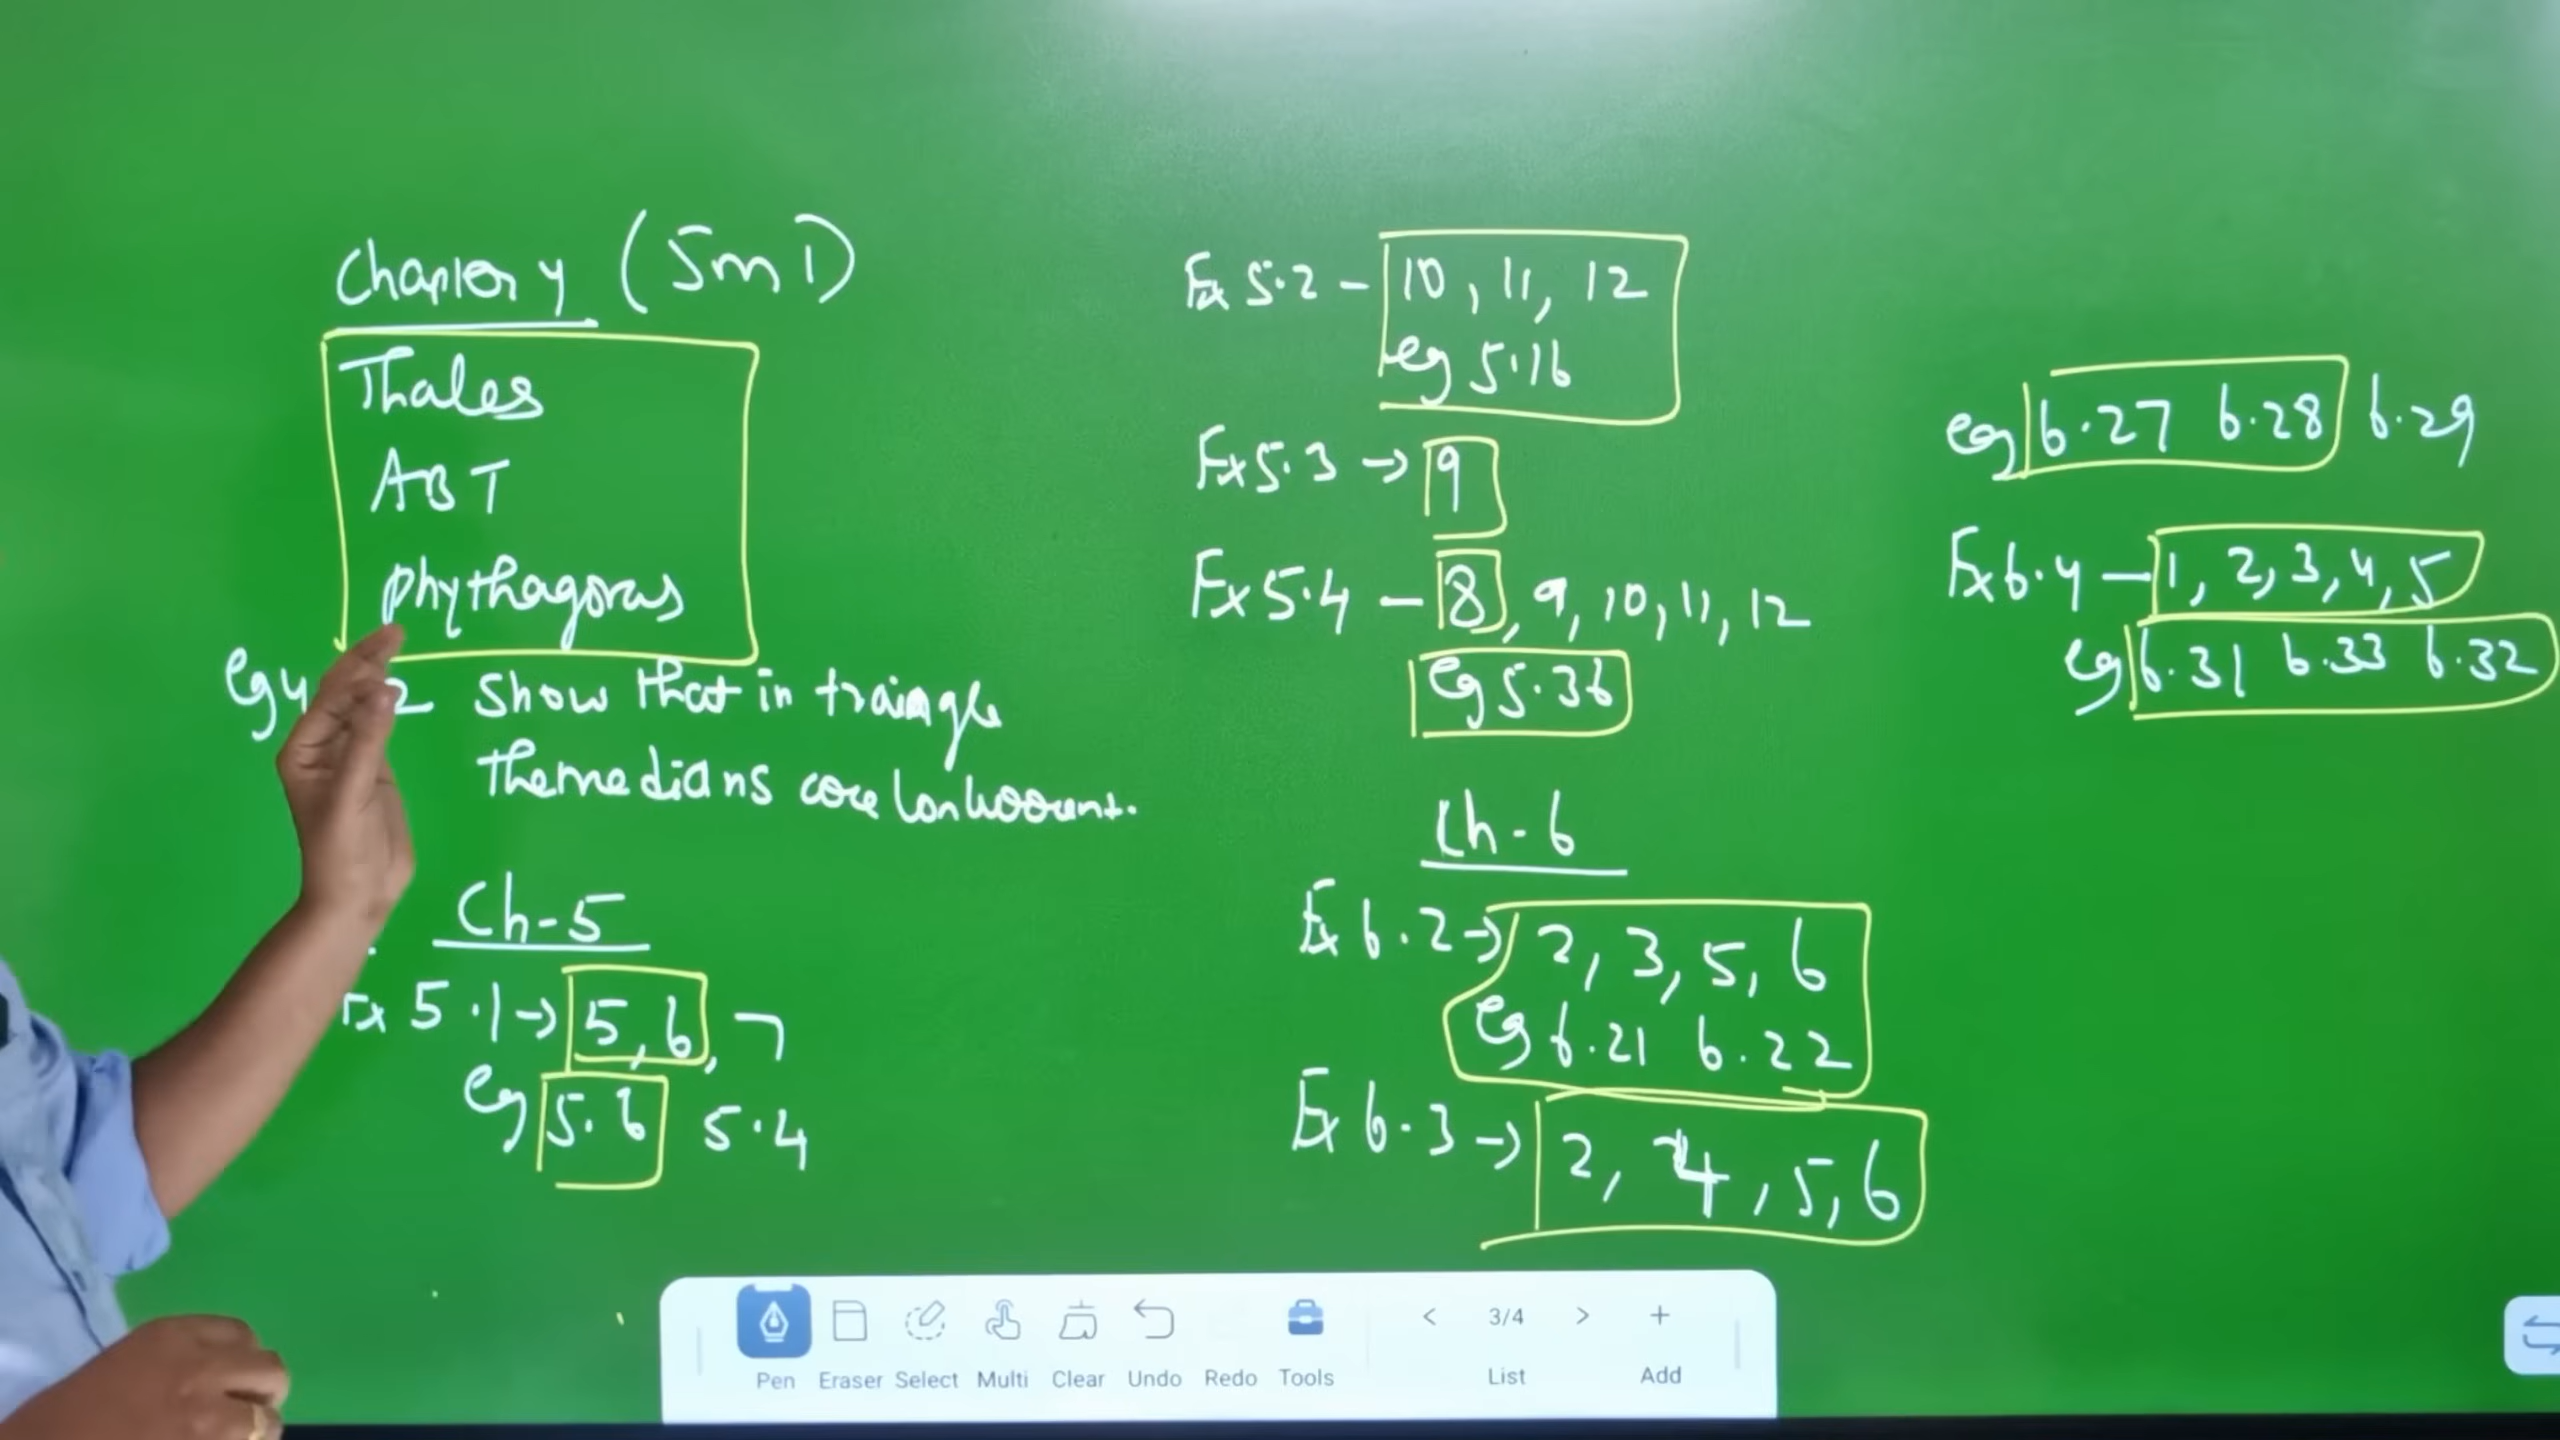 Chapter 4 (5m 1)
Thales
ABT
Phythagoras
eg 4 2 Show that in traingle
the medians are
Ch-5
Ex 5.1 → 5, 6, 7
eg 5.6 5.4
Ex 5.2 - 10, 11, 12
eg 5.16
Ex 5.3 → 9
Ex 5.4 - 8, 9, 10, 11, 12
eg 5.36
Ch-6
Ex 6.2 → 2, 3, 5, 6
eg 6.21 6.22
Ex 6.3 → 2, 4, 5, 6
eg 6.27 6.28 6.29
Ex 6.4 - 1, 2, 3, 4, 5
eg 6.31 6.33 6.32
< 3/4 > +
Pen Eraser Select Multi Clear Undo Redo Tools List Add